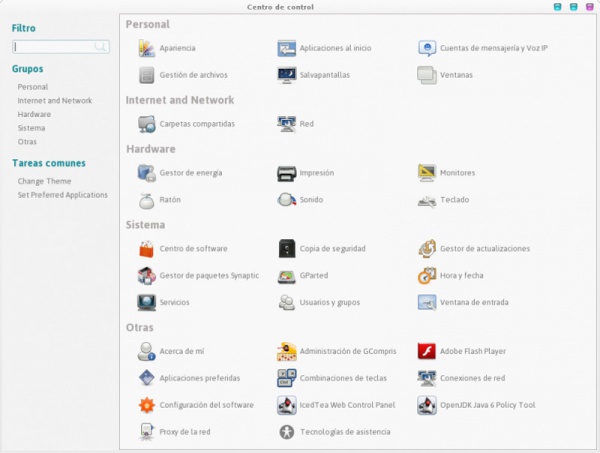 Centro de control
Filtro
Grupos
Personal
Internet and Network
Hardware
Sistema
Otras
Tareas comunes
Change Theme
Set Preferred Applications
Personal
Apariencia
Aplicaciones al inicio
Cuentas de mensajería y Voz IP
Gestión de archivos
Salvapantallas
Ventanas
Internet and Network
Carpetas compartidas
Red
Hardware
Gestor de energía
Impresión
Monitores
Ratón
Sonido
Teclado
Sistema
Centro de software
Copia de seguridad
Gestor de actualizaciones
Gestor de paquetes Synaptic
GParted
Hora y fecha
Servicios
Usuarios y grupos
Ventana de entrada
Otras
Acerca de mí
Administración de GCompris
Adobe Flash Player
Aplicaciones preferidas
Combinaciones de teclas
Conexiones de red
Configuración del software
IcedTea Web Control Panel
OpenJDK Java 6 Policy Tool
Proxy de la red
Tecnologías de asistencia